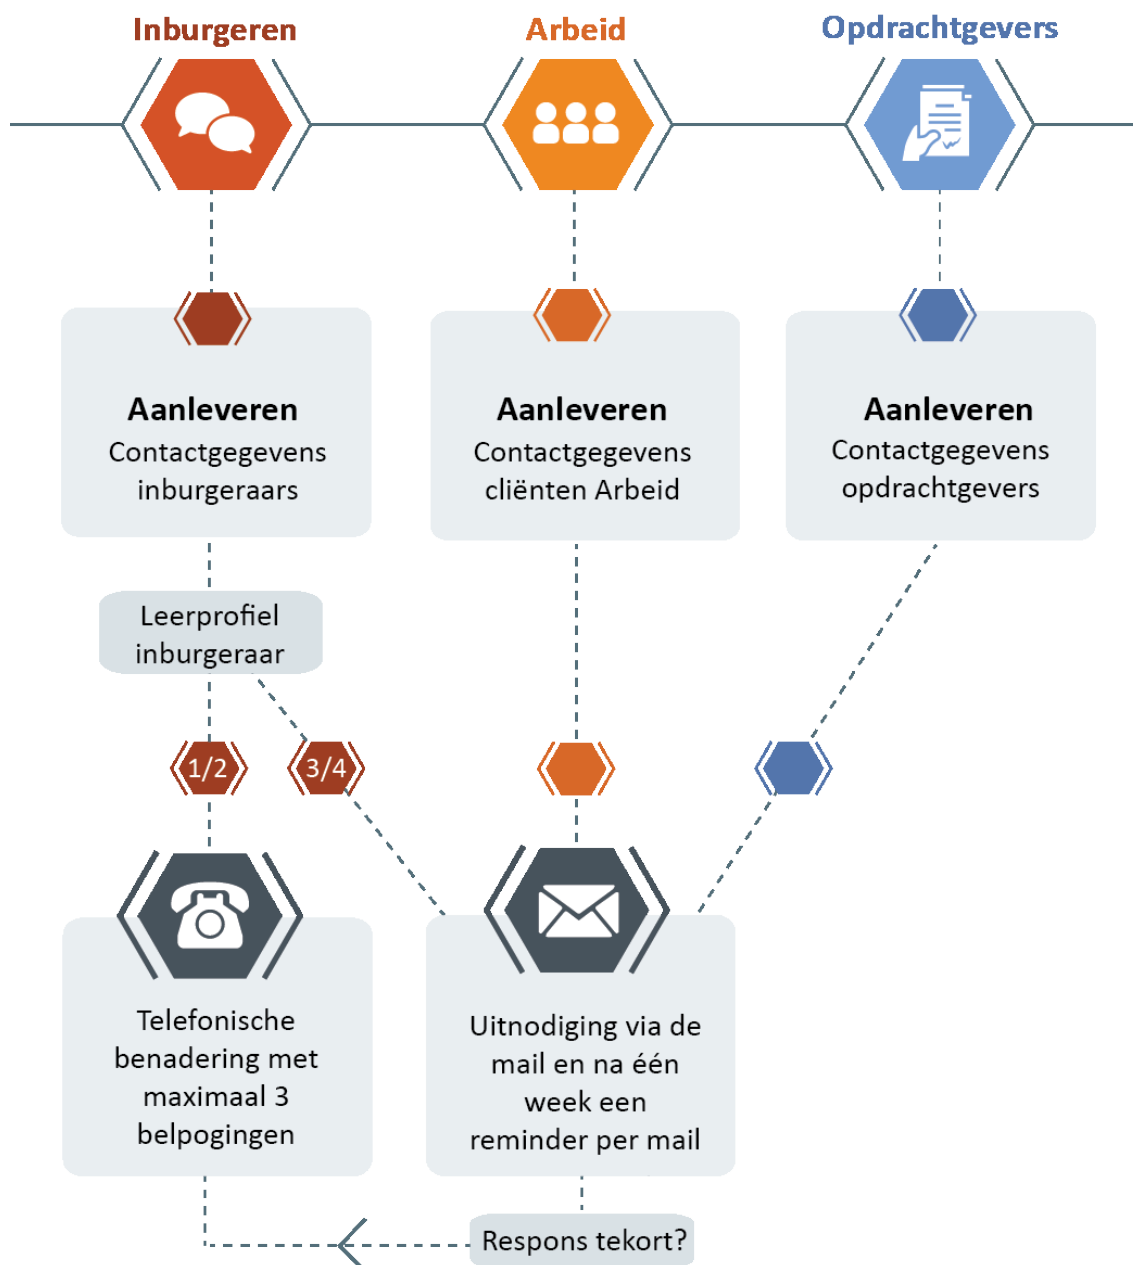 Inburgeren
Arbeid
Opdrachtgevers
Aanleveren
Contactgegevens
inburgeraars
Aanleveren
Contactgegevens
cliënten Arbeid
Aanleveren
Contactgegevens
opdrachtgevers
Leerprofiel
inburgeraar
1/2
3/4
Telefonische
benadering met
maximaal 3
belpogingen
Uitnodiging via de
mail en na één
week een
reminder per mail
Respons tekort?